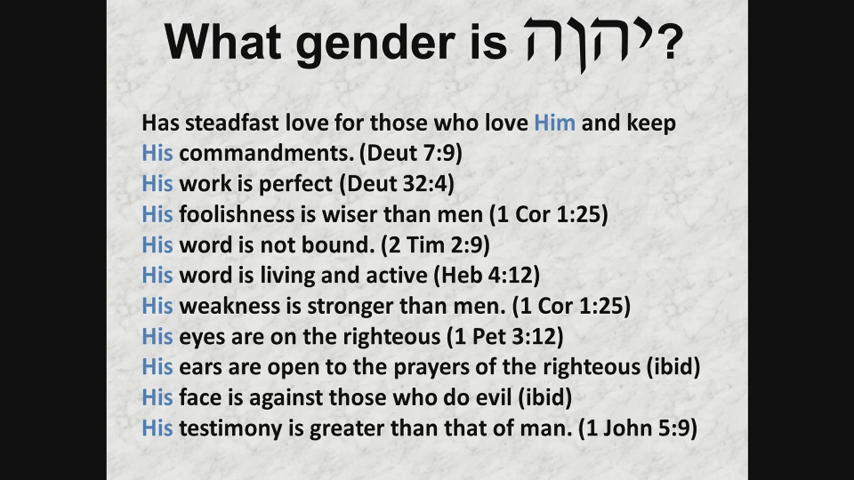 What gender is יהוה?
Has steadfast love for those who love Him and keep
His commandments. (Deut 7:9)
His work is perfect (Deut 32:4)
His foolishness is wiser than men (1 Cor 1:25)
His word is not bound. (2 Tim 2:9)
His word is living and active (Heb 4:12)
His weakness is stronger than men. (1 Cor 1:25)
His eyes are on the righteous (1 Pet 3:12)
His ears are open to the prayers of the righteous (ibid)
His face is against those who do evil (ibid)
His testimony is greater than that of man. (1 John 5:9)